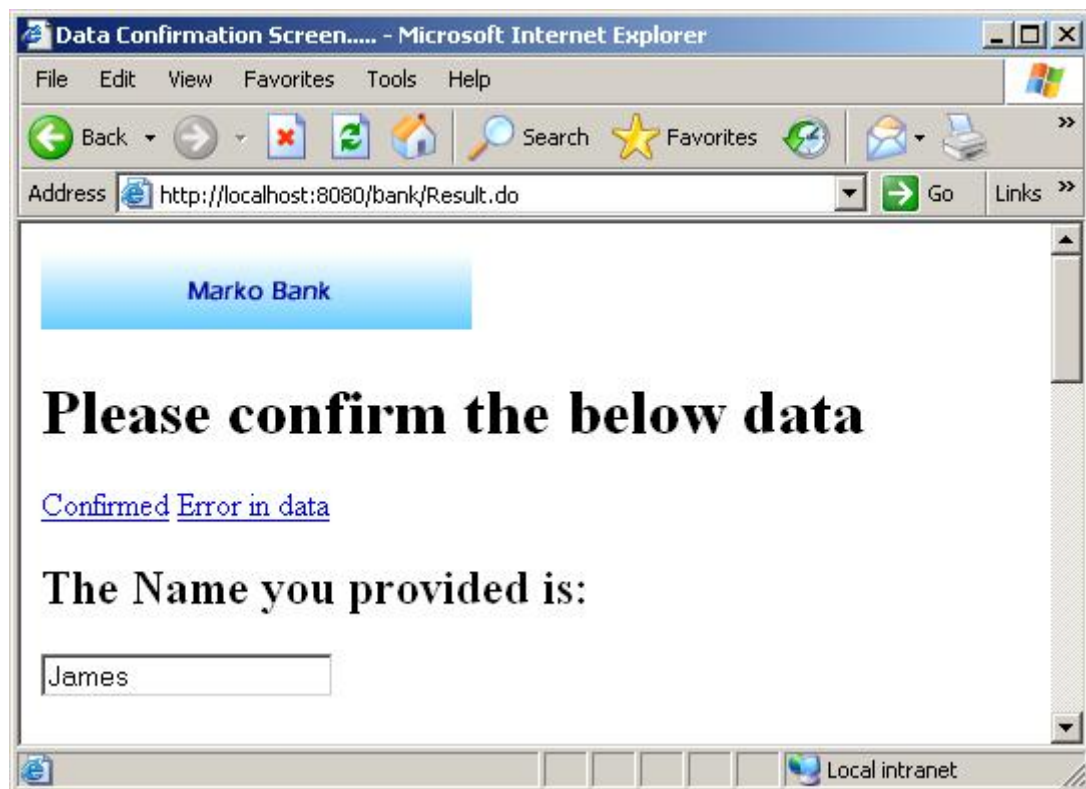 Data Confirmation Screen..... - Microsoft Internet Explorer
File Edit View Favorites Tools Help
Back Search Favorites »
Address http://localhost:8080/bank/Result.do Go Links »
Marko Bank
Please confirm the below data
Confirmed Error in data
The Name you provided is:
James
Local intranet